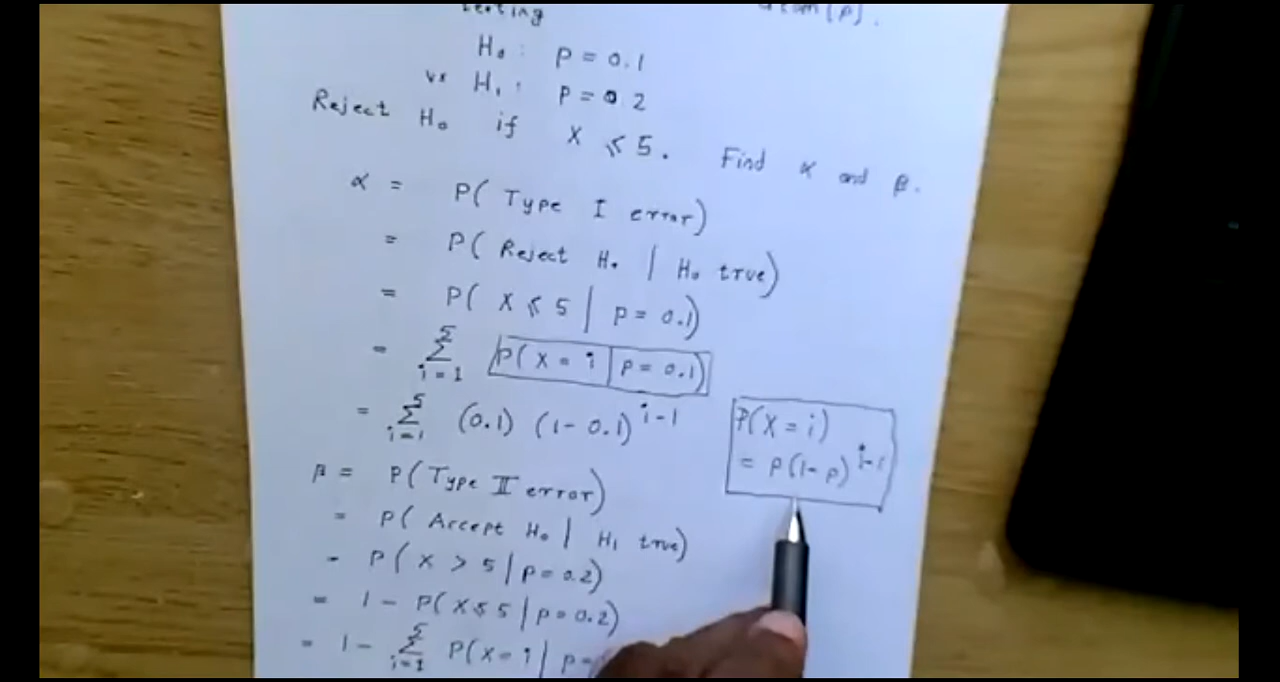 testing
H₀ : p = 0.1
vs H₁ : p = 0.2
Reject H₀ if X ≤ 5. Find α and β.
α = P( Type I error)
= P( Reject H₀ | H₀ true)
= P( X ≤ 5 | p = 0.1)
= Σ_{i=1}^{5} P( X = i | p = 0.1)
= Σ_{i=1}^{5} (0.1) (1 - 0.1)^{i-1}
P(X = i)
= p(1-p)^{i-1}
β = P(Type II error)
= P( Accept H₀ | H₁ true)
= P( X > 5 | p = 0.2)
= 1 - P(X ≤ 5 | p = 0.2)
= 1 - Σ_{i=1}^{5} P(X = i | p =